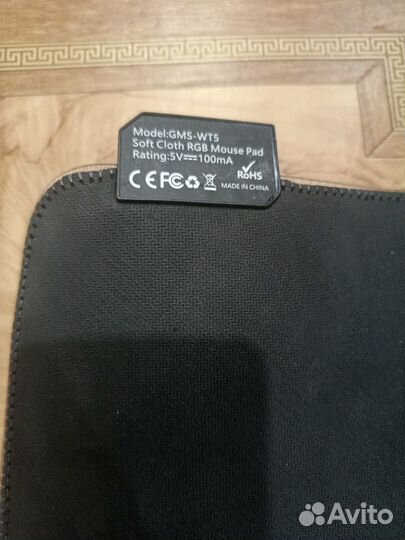 Model:GMS-WT5
Soft Cloth RGB Mouse Pad
Rating:5V⎓100mA
CE FC RoHS
MADE IN CHINA
Avito